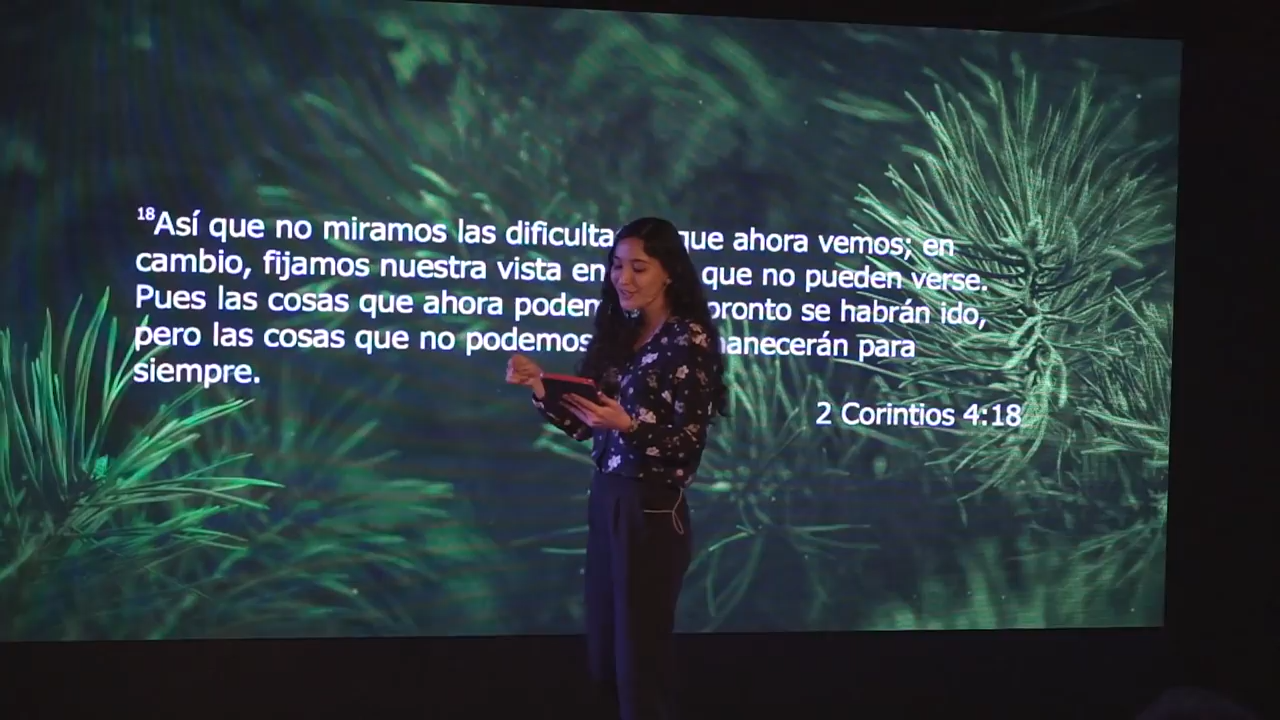 18Así que no miramos las dificulta que ahora vemos; en
cambio, fijamos nuestra vista en que no pueden verse.
Pues las cosas que ahora podem pronto se habrán ido,
pero las cosas que no podemos manecerán para
siempre.
2 Corintios 4:18